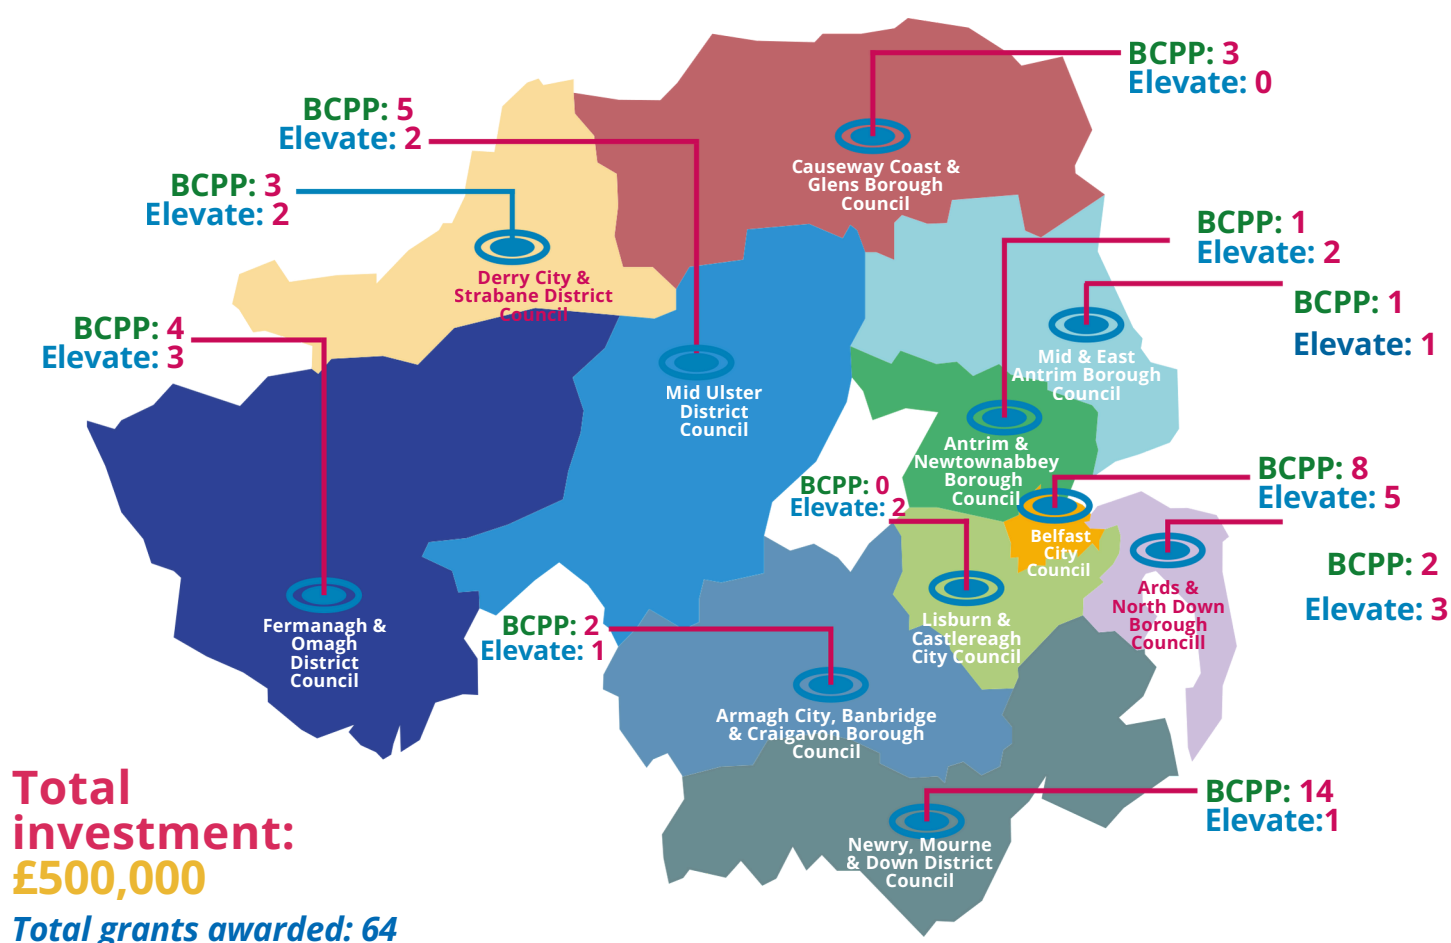 BCPP: 3
Elevate: 0
BCPP: 5
Elevate: 2
BCPP: 3
Elevate: 2
Causeway Coast &
Glens Borough
Council
BCPP: 1
Elevate: 2
Derry City &
Strabane District
Council
BCPP: 1
Elevate: 1
BCPP: 4
Elevate: 3
Mid & East
Antrim Borough
Council
Mid Ulster
District
Council
Antrim &
Newtownabbey
Borough
Council
BCPP: 8
Elevate: 5
BCPP: 0
Elevate: 2
Belfast
City
Council
BCPP: 2
Elevate: 3
Ards &
North Down
Borough
Councill
Fermanagh &
Omagh
District
Council
BCPP: 2
Elevate: 1
Lisburn &
Castlereagh
City Council
Armagh City, Banbridge
& Craigavon Borough
Council
BCPP: 14
Elevate:1
Newry, Mourne
& Down District
Council
Total
investment:
£500,000
Total grants awarded: 64